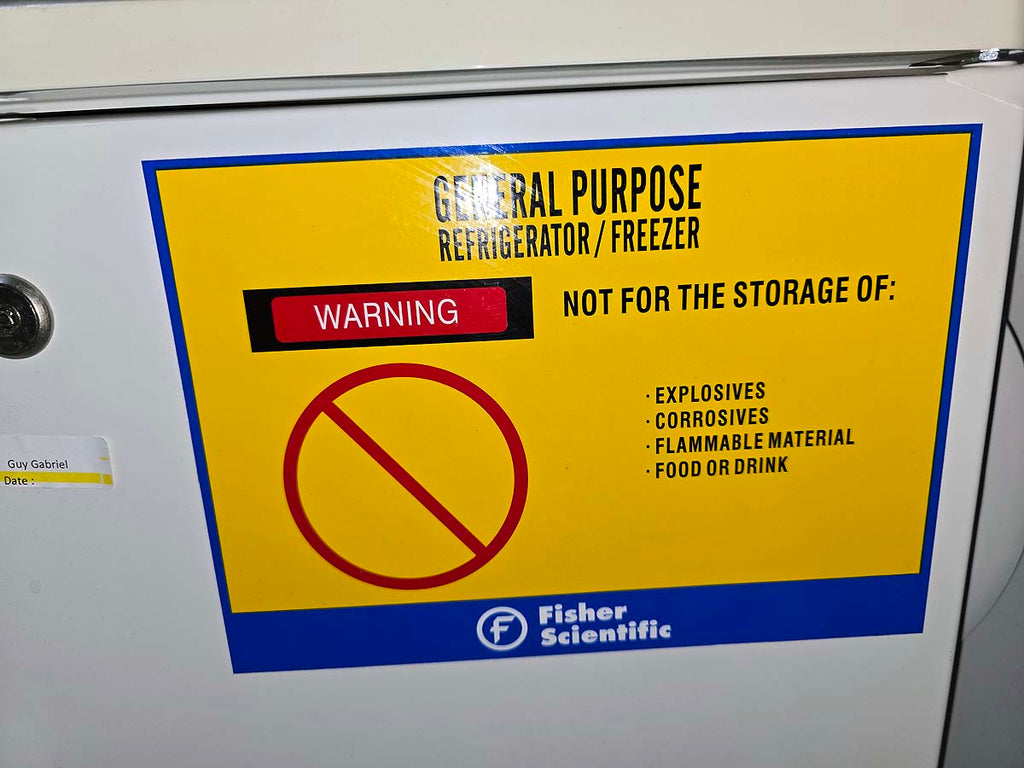 GENERAL PURPOSE
REFRIGERATOR / FREEZER
WARNING
NOT FOR THE STORAGE OF:
· EXPLOSIVES
· CORROSIVES
· FLAMMABLE MATERIAL
· FOOD OR DRINK
Guy Gabriel
Date :
Fisher
Scientific